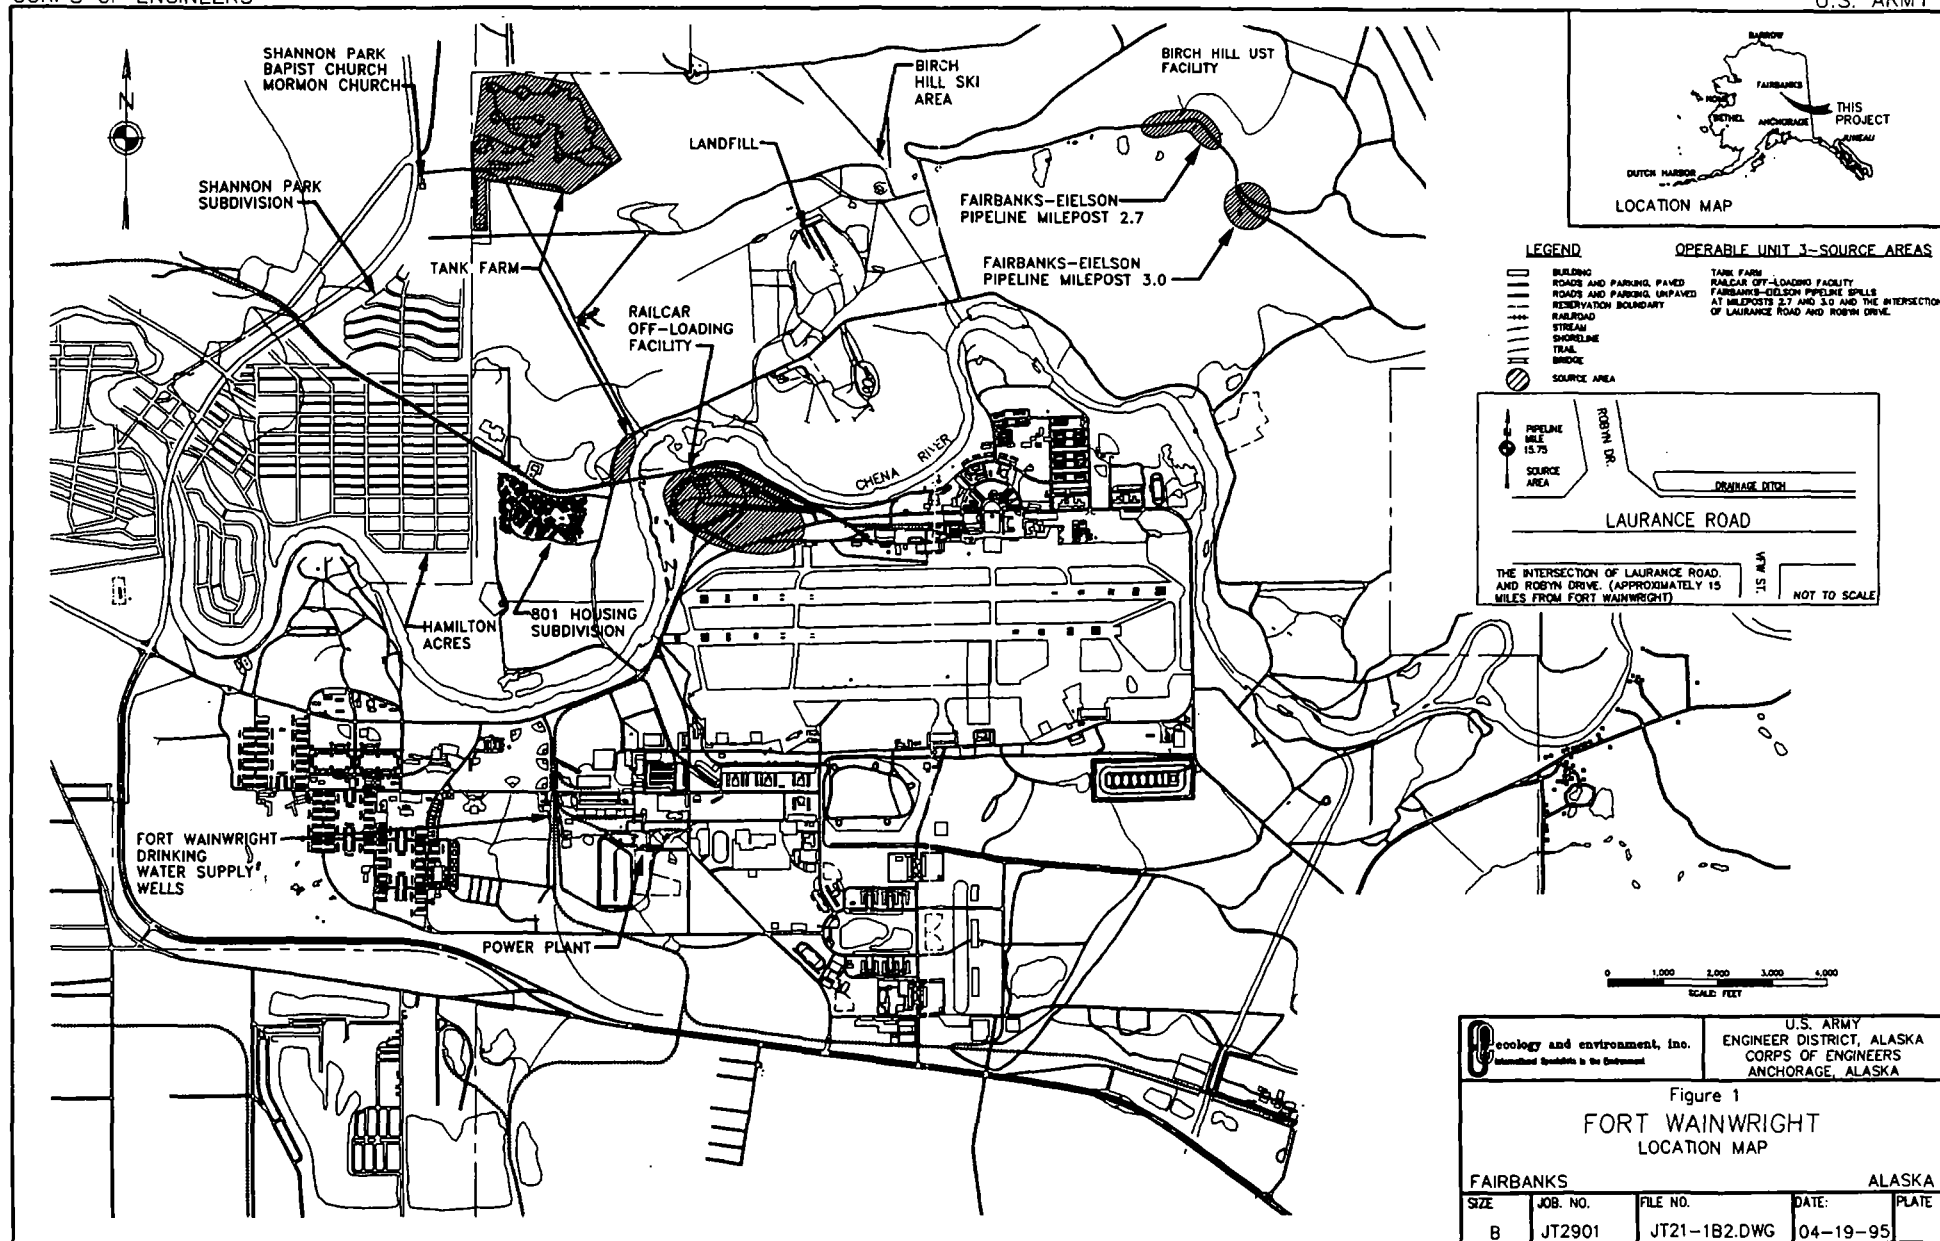 CORPS OF ENGINEERS
U.S. ARMY
N
SHANNON PARK
BAPIST CHURCH
MORMON CHURCH
SHANNON PARK
SUBDIVISION
TANK FARM
LANDFILL
BIRCH
HILL SKI
AREA
BIRCH HILL UST
FACILITY
FAIRBANKS-EIELSON
PIPELINE MILEPOST 2.7
FAIRBANKS-EIELSON
PIPELINE MILEPOST 3.0
RAILCAR
OFF-LOADING
FACILITY
CHENA RIVER
HAMILTON
ACRES
801 HOUSING
SUBDIVISION
FORT WAINWRIGHT
DRINKING
WATER SUPPLY
WELLS
POWER PLANT
BARROW
FAIRBANKS
NOME
BETHEL
ANCHORAGE
JUNEAU
DUTCH HARBOR
THIS
PROJECT
LOCATION MAP
LEGEND
BUILDING
ROADS AND PARKING, PAVED
ROADS AND PARKING, UNPAVED
RESERVATION BOUNDARY
RAILROAD
STREAM
SHORELINE
TRAIL
BRIDGE
SOURCE AREA
OPERABLE UNIT 3-SOURCE AREAS
TANK FARM
RAILCAR OFF-LOADING FACILITY
FAIRBANKS-EIELSON PIPELINE SPILLS
AT MILEPOSTS 2.7 AND 3.0 AND THE INTERSECTION
OF LAURANCE ROAD AND ROBYN DRIVE.
N
PIPELINE
MILE
15.75
SOURCE
AREA
ROBYN DR.
DRAINAGE DITCH
LAURANCE ROAD
VFW ST.
THE INTERSECTION OF LAURANCE ROAD.
AND ROBYN DRIVE. (APPROXIMATELY 15
MILES FROM FORT WAINWRIGHT)
NOT TO SCALE
0 1,000 2,000 3,000 4,000
SCALE: FEET
ecology and environment, inc.
International Specialists in the Environment
U.S. ARMY
ENGINEER DISTRICT, ALASKA
CORPS OF ENGINEERS
ANCHORAGE, ALASKA
Figure 1
FORT WAINWRIGHT
LOCATION MAP
FAIRBANKS
ALASKA
SIZE
B
JOB. NO.
JT2901
FILE NO.
JT21-1B2.DWG
DATE:
04-19-95
PLATE